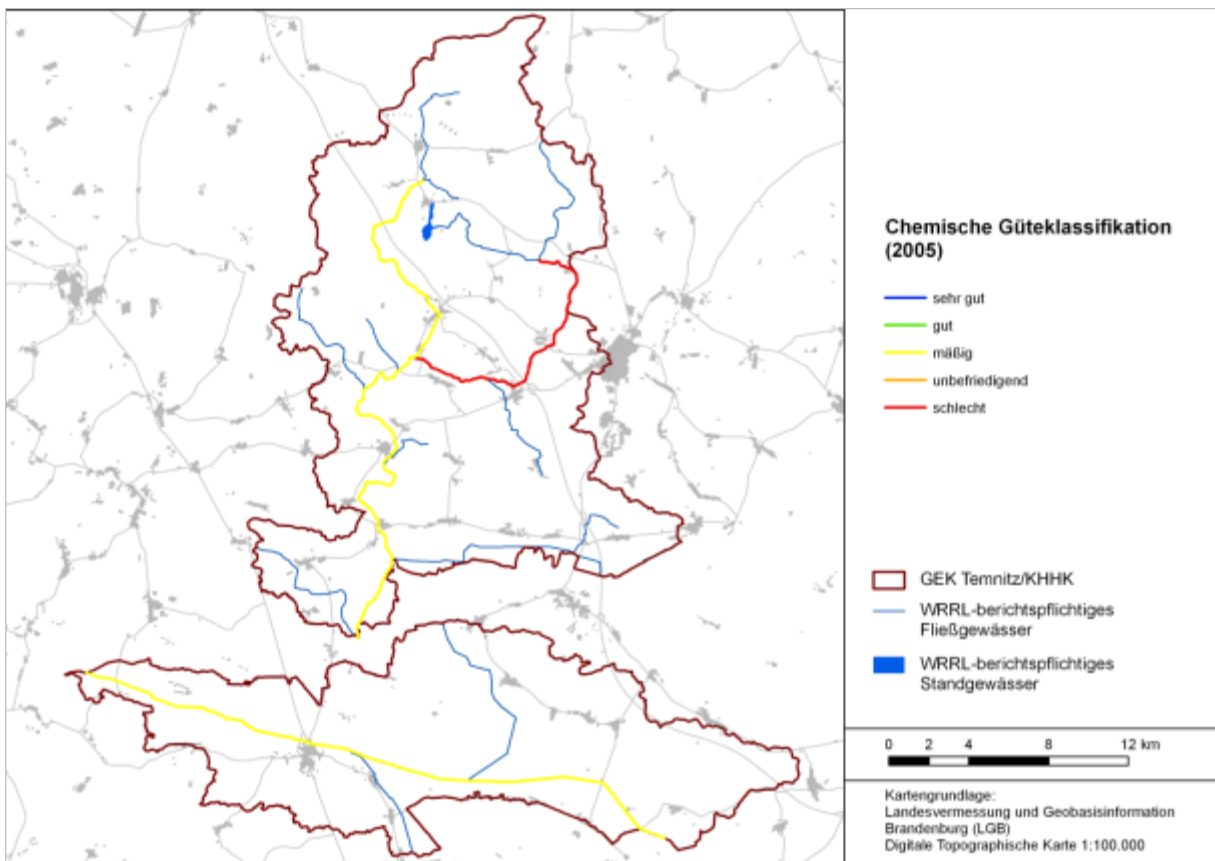 Chemische Güteklassifikation
(2005)
sehr gut
gut
mäßig
unbefriedigend
schlecht
GEK Temnitz/KHHK
WRRL-berichtspflichtiges
Fließgewässer
WRRL-berichtspflichtiges
Standgewässer
0 2 4 8 12 km
Kartengrundlage:
Landesvermessung und Geobasisinformation
Brandenburg (LGB)
Digitale Topographische Karte 1:100.000